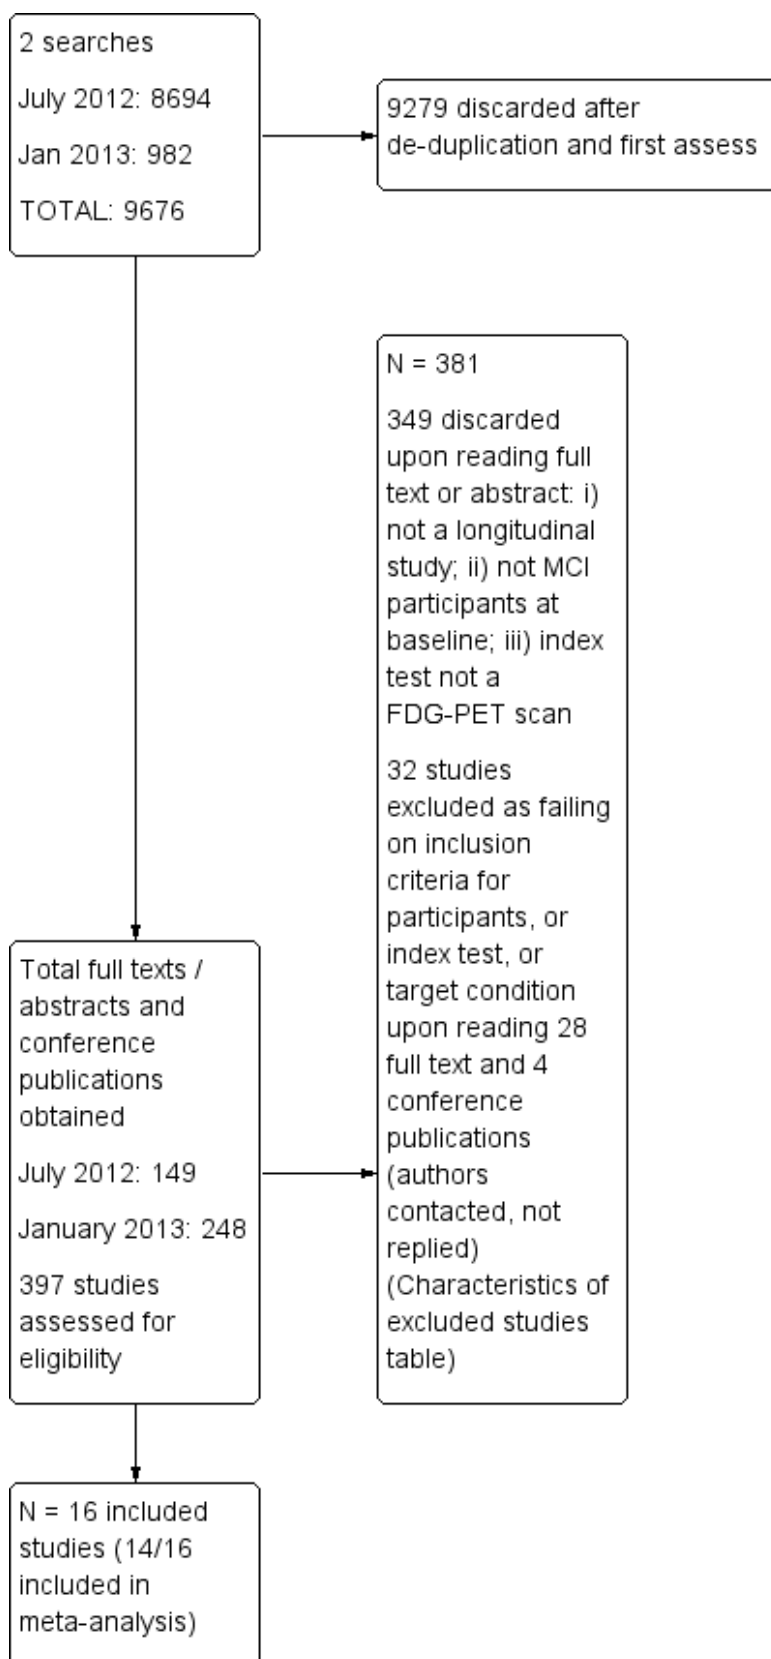 2 searches
July 2012: 8694
Jan 2013: 982
TOTAL: 9676
9279 discarded after
de-duplication and first assess
N = 381
349 discarded
upon reading full
text or abstract: i)
not a longitudinal
study; ii) not MCI
participants at
baseline; iii) index
test not a
FDG-PET scan
32 studies
excluded as failing
on inclusion
criteria for
participants, or
index test, or
target condition
upon reading 28
full text and 4
conference
publications
(authors
contacted, not
replied)
(Characteristics of
excluded studies
table)
Total full texts /
abstracts and
conference
publications
obtained
July 2012: 149
January 2013: 248
397 studies
assessed for
eligibility
N = 16 included
studies (14/16
included in
meta-analysis)